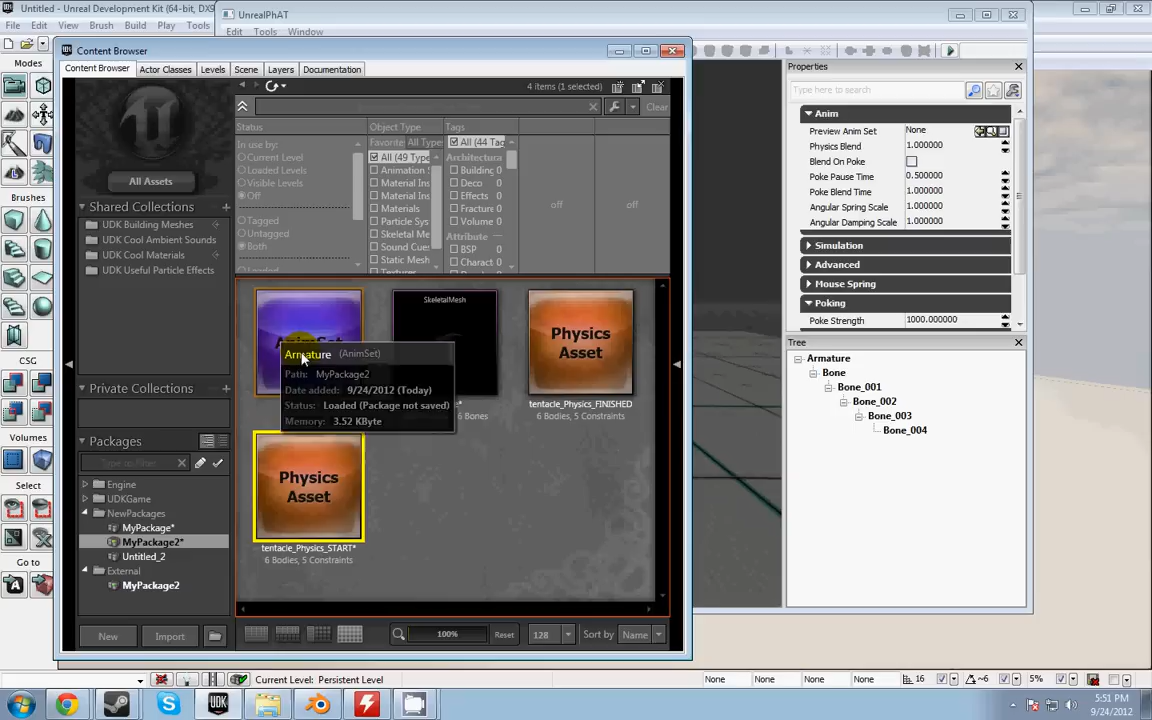 Untitled - Unreal Development Kit (64-bit, DX9
File Edit View Brush Build Play Tools
UnrealPhAT
Edit Tools Window
Content Browser
Content Browser Actor Classes Levels Scene Layers Documentation
Modes
Brushes
CSG
Volumes
Select
Go to
All Assets
Shared Collections
UDK Building Meshes
UDK Cool Ambient Sounds
UDK Cool Materials
UDK Useful Particle Effects
Private Collections
Packages
Type to Filter
Engine
UDKGame
NewPackages
MyPackage*
MyPackage2*
Untitled_2
External
MyPackage2
New Import
4 items (1 selected)
Clear
Status
In use by:
Current Level
Loaded Levels
Visible Levels
Off
Tagged
Untagged
Both
Object Type
Favorite All Type
All (49 Type
Animation
Material Ins
Material Ins
Materials
Particle Sys
Skeletal Me
Sound Cue
Static Mesh
Textures
Tags
All (44 Tag
Architectura
Building 0
Deco 0
Effects 0
Fracture 0
Volume 0
Attribute
BSP 0
Charact 0
off off
AnimSet
SkeletalMesh
6 Bones
Physics
Asset
tentacle_Physics_FINISHED
6 Bodies, 5 Constraints
Armature (AnimSet)
Path: MyPackage2
Date added: 9/24/2012 (Today)
Status: Loaded (Package not saved)
Memory: 3.52 KByte
Physics
Asset
tentacle_Physics_START*
6 Bodies, 5 Constraints
100% Reset 128 Sort by Name
Properties
Type here to search
Anim
Preview Anim Set None
Physics Blend 1.000000
Blend On Poke
Poke Pause Time 0.500000
Poke Blend Time 1.000000
Angular Spring Scale 1.000000
Angular Damping Scale 1.000000
Simulation
Advanced
Mouse Spring
Poking
Poke Strength 1000.000000
Tree
Armature
Bone
Bone_001
Bone_002
Bone_003
Bone_004
Current Level: Persistent Level
None None None None 16 ~6 5%
5:51 PM
9/24/2012